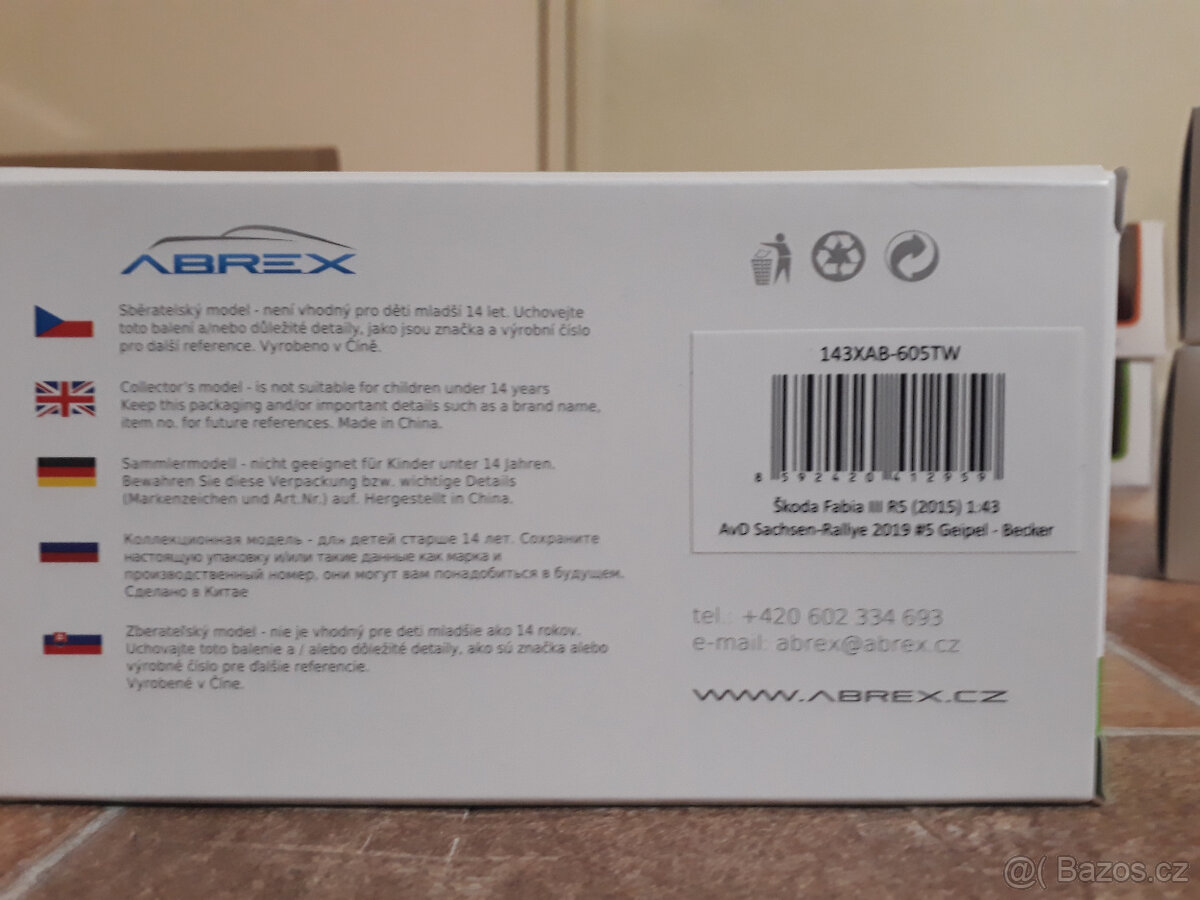 ABREX
Sběratelský model - není vhodný pro děti mladší 14 let. Uchovejte
toto balení a/nebo důležité detaily, jako jsou značka a výrobní číslo
pro další reference. Vyrobeno v Číně.
Collector's model - is not suitable for children under 14 years
Keep this packaging and/or important details such as a brand name,
item no. for future references. Made in China.
Sammlermodell - nicht geeignet für Kinder unter 14 Jahren.
Bewahren Sie diese Verpackung bzw. wichtige Details
(Markenzeichen und Art.Nr.) auf. Hergestellt in China.
Коллекционная модель - для детей старше 14 лет. Сохраните
настоящую упаковку и/или такие данные как марка и
производственный номер, они могут вам понадобиться в будущем.
Сделано в Китае
Zberateľský model - nie je vhodný pre deti mladšie ako 14 rokov.
Uchovajte toto balenie a / alebo dôležité detaily, ako sú značka alebo
výrobné číslo pre ďalšie referencie.
Vyrobené v Číne.
143XAB-605TW
8 592420 412959
Škoda Fabia III R5 (2015) 1:43
AvD Sachsen-Rallye 2019 #5 Geipel - Becker
tel.: +420 602 334 693
e-mail: abrex@abrex.cz
WWW.ABREX.CZ
@( Bazos.cz